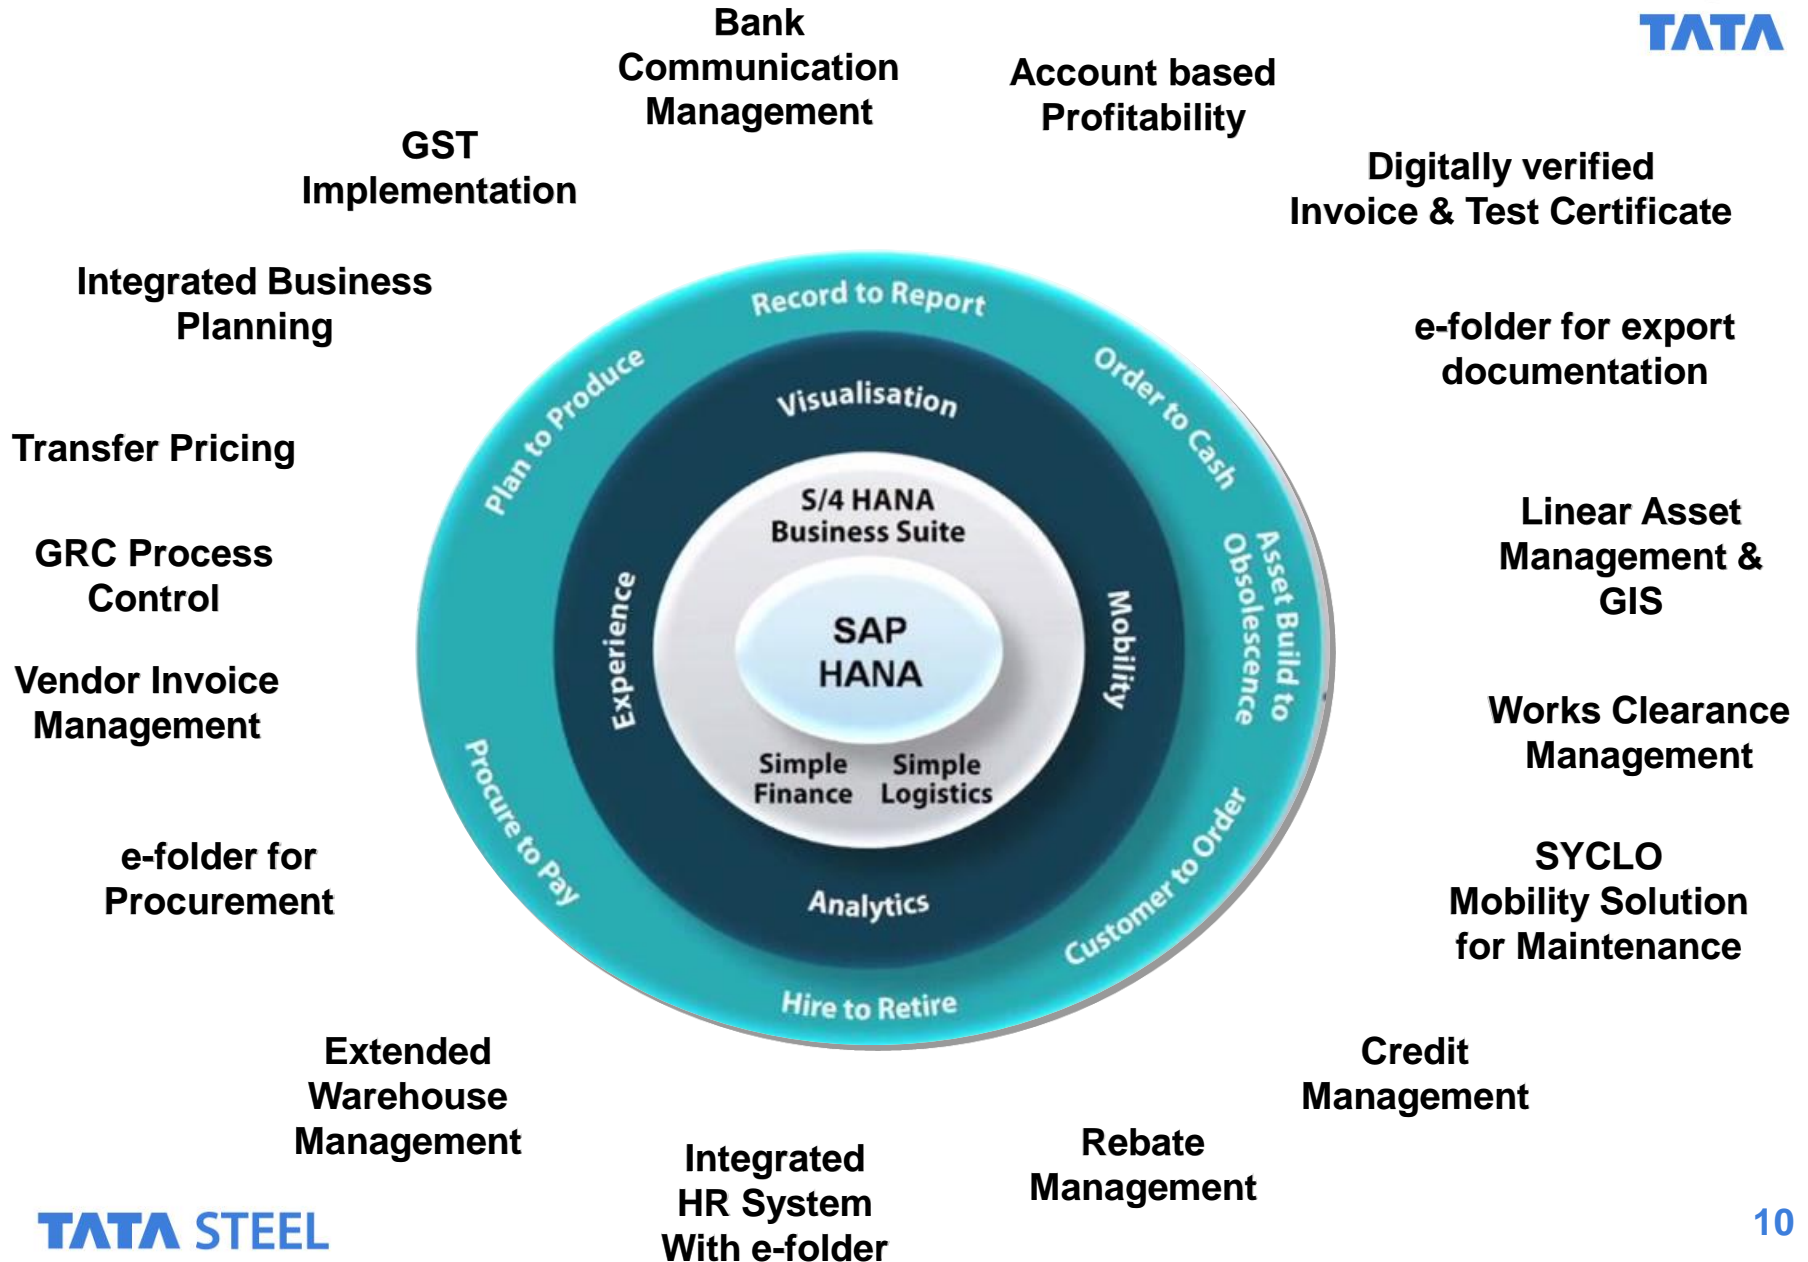 Bank
Communication
Management
TATA
Account based
Profitability
GST
Implementation
Digitally verified
Invoice & Test Certificate
Integrated Business
Planning
e-folder for export
documentation
Transfer Pricing
GRC Process
Control
Vendor Invoice
Management
e-folder for
Procurement
Record to Report
Plan to Produce
Order to Cash
Asset Build to
Obsolescence
Procure to Pay
Customer to Order
Hire to Retire
Visualisation
Experience
Mobility
Analytics
S/4 HANA
Business Suite
SAP
HANA
Simple
Finance
Simple
Logistics
Linear Asset
Management &
GIS
Works Clearance
Management
SYCLO
Mobility Solution
for Maintenance
Extended
Warehouse
Management
Integrated
HR System
With e-folder
Rebate
Management
Credit
Management
TATA STEEL
10